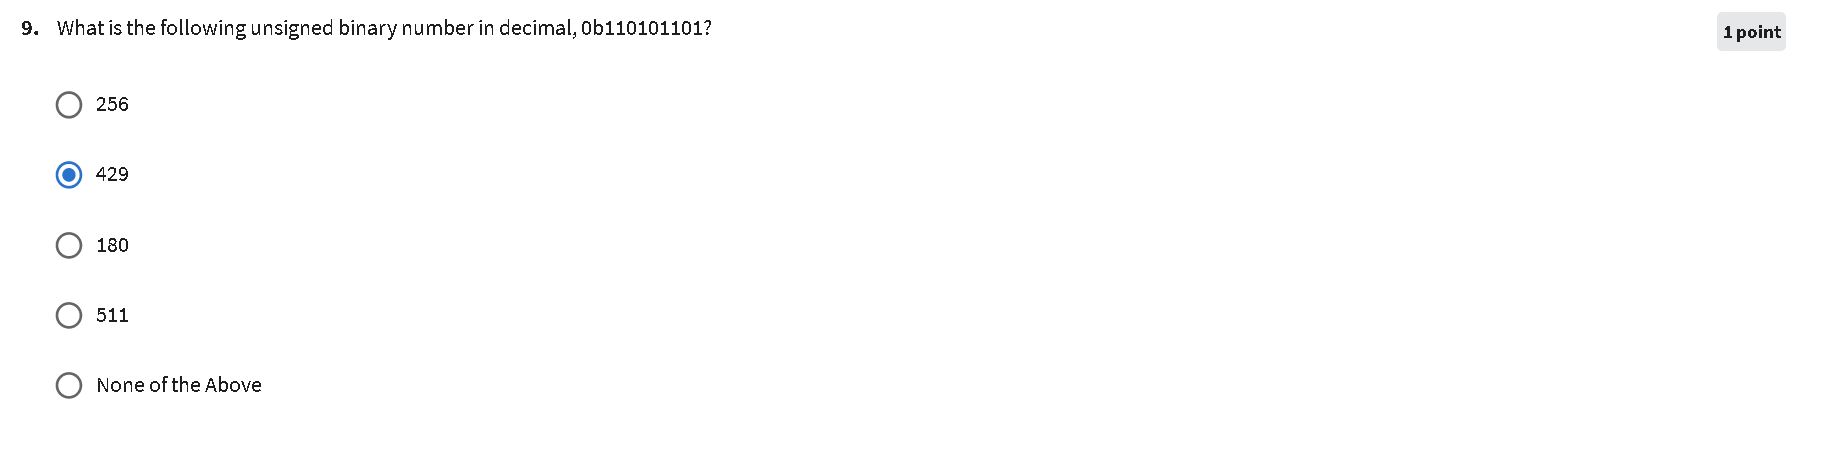 9. What is the following unsigned binary number in decimal, 0b110101101?
1 point
256
429
180
511
None of the Above